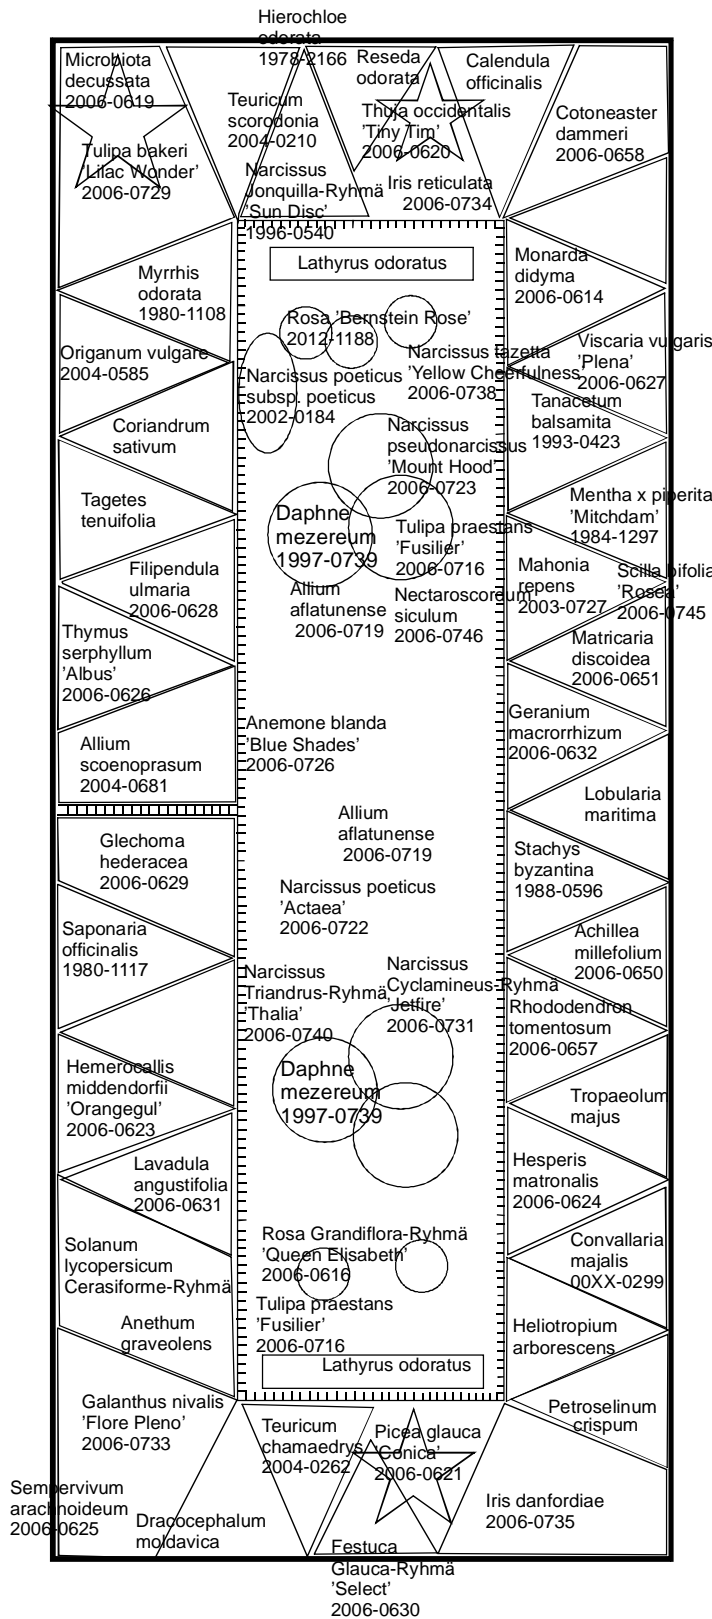 Hierochloe
odorata
1978-2166
Microbiota
decussata
2006-0619
Reseda
odorata
Calendula
officinalis
Teuricum
scorodonia
2004-0210
Thuja occidentalis
'Tiny Tim'
2006-0620
Cotoneaster
dammeri
2006-0658
Tulipa bakeri
'Lilac Wonder'
2006-0729
Narcissus
Jonquilla-Ryhmä
'Sun Disc'
1996-0540
Iris reticulata
2006-0734
Lathyrus odoratus
Monarda
didyma
2006-0614
Myrrhis
odorata
1980-1108
Rosa 'Bernstein Rose'
2012-1188
Origanum vulgare
2004-0585
Narcissus tazetta
'Yellow Cheerfulness'
2006-0738
Viscaria vulgaris
'Plena'
2006-0627
Narcissus poeticus
subsp. poeticus
2002-0184
Tanacetum
balsamita
1993-0423
Coriandrum
sativum
Narcissus
pseudonarcissus
'Mount Hood'
2006-0723
Tagetes
tenuifolia
Mentha x piperita
'Mitchdam'
1984-1297
Daphne
mezereum
1997-0739
Tulipa praestans
'Fusilier'
2006-0716
Filipendula
ulmaria
2006-0628
Mahonia
repens
2003-0727
Scilla bifolia
'Rosea'
2006-0745
Allium
aflatunense
2006-0719
Nectaroscordum
siculum
2006-0746
Thymus
serphyllum
'Albus'
2006-0626
Matricaria
discoidea
2006-0651
Anemone blanda
'Blue Shades'
2006-0726
Geranium
macrorrhizum
2006-0632
Allium
scoenoprasum
2004-0681
Lobularia
maritima
Allium
aflatunense
2006-0719
Glechoma
hederacea
2006-0629
Stachys
byzantina
1988-0596
Narcissus poeticus
'Actaea'
2006-0722
Saponaria
officinalis
1980-1117
Achillea
millefolium
2006-0650
Narcissus
Triandrus-Ryhmä
'Thalia'
2006-0740
Narcissus
Cyclamineus-Ryhmä
'Jetfire'
2006-0731
Rhododendron
tomentosum
2006-0657
Hemerocallis
middendorfii
'Orangegul'
2006-0623
Daphne
mezereum
1997-0739
Tropaeolum
majus
Lavadula
angustifolia
2006-0631
Hesperis
matronalis
2006-0624
Solanum
lycopersicum
Cerasiforme-Ryhmä
Rosa Grandiflora-Ryhmä
'Queen Elisabeth'
2006-0616
Convallaria
majalis
00XX-0299
Anethum
graveolens
Tulipa praestans
'Fusilier'
2006-0716
Heliotropium
arborescens
Lathyrus odoratus
Galanthus nivalis
'Flore Pleno'
2006-0733
Petroselinum
crispum
Teuricum
chamaedrys
2004-0262
Picea glauca
'Conica'
2006-0621
Sempervivum
arachnoideum
2006-0625
Iris danfordiae
2006-0735
Dracocephalum
moldavica
Festuca
Glauca-Ryhmä
'Select'
2006-0630